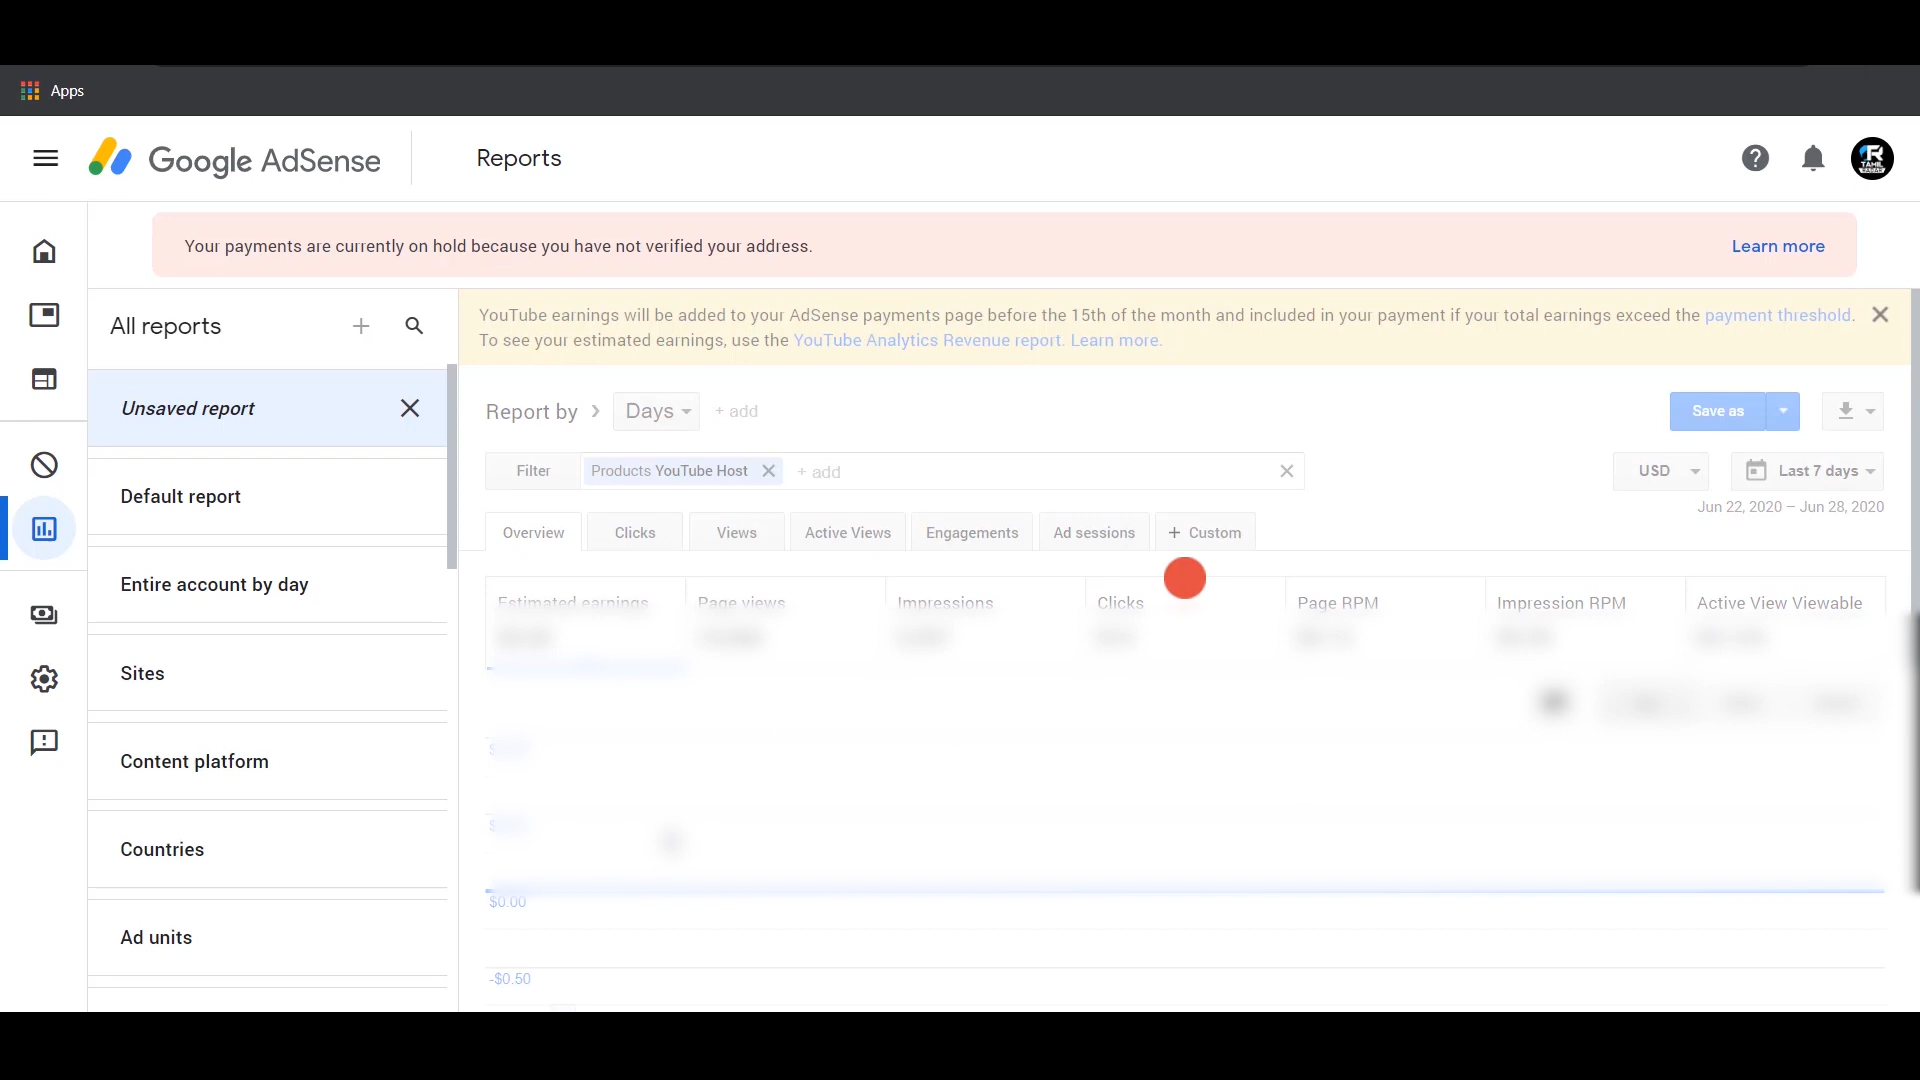 Apps
Google AdSense
Reports
TAMIL
Your payments are currently on hold because you have not verified your address.
Learn more
All reports
YouTube earnings will be added to your AdSense payments page before the 15th of the month and included in your payment if your total earnings exceed the payment threshold.
To see your estimated earnings, use the YouTube Analytics Revenue report. Learn more.
Unsaved report
Report by
Days
+ add
Save as
Filter
Products YouTube Host
+ add
USD
Last 7 days
Default report
Jun 22, 2020 – Jun 28, 2020
Overview
Clicks
Views
Active Views
Engagements
Ad sessions
+ Custom
Entire account by day
Estimated earnings
Page views
Impressions
Clicks
Page RPM
Impression RPM
Active View Viewable
Sites
Content platform
Countries
$0.00
Ad units
-$0.50